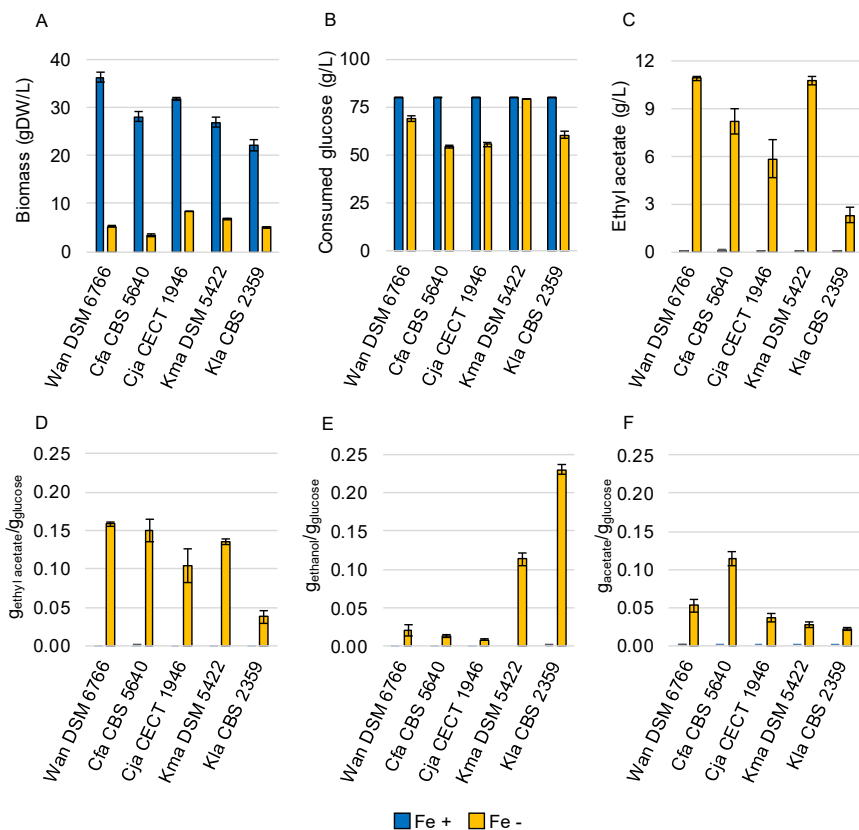 A
Biomass (gDW/L)
40
30
20
10
0
Wan DSM 6766
Cfa CBS 5640
Cja CECT 1946
Kma DSM 5422
Kla CBS 2359
B
Consumed glucose (g/L)
100
75
50
25
0
Wan DSM 6766
Cfa CBS 5640
Cja CECT 1946
Kma DSM 5422
Kla CBS 2359
C
Ethyl acetate (g/L)
12
9
6
3
0
Wan DSM 6766
Cfa CBS 5640
Cja CECT 1946
Kma DSM 5422
Kla CBS 2359
D
gethyl acetate/gglucose
0.25
0.20
0.15
0.10
0.05
0.00
Wan DSM 6766
Cfa CBS 5640
Cja CECT 1946
Kma DSM 5422
Kla CBS 2359
E
gethanol/gglucose
0.25
0.20
0.15
0.10
0.05
0.00
Wan DSM 6766
Cfa CBS 5640
Cja CECT 1946
Kma DSM 5422
Kla CBS 2359
F
gacetate/gglucose
0.25
0.20
0.15
0.10
0.05
0.00
Wan DSM 6766
Cfa CBS 5640
Cja CECT 1946
Kma DSM 5422
Kla CBS 2359
Fe + Fe -